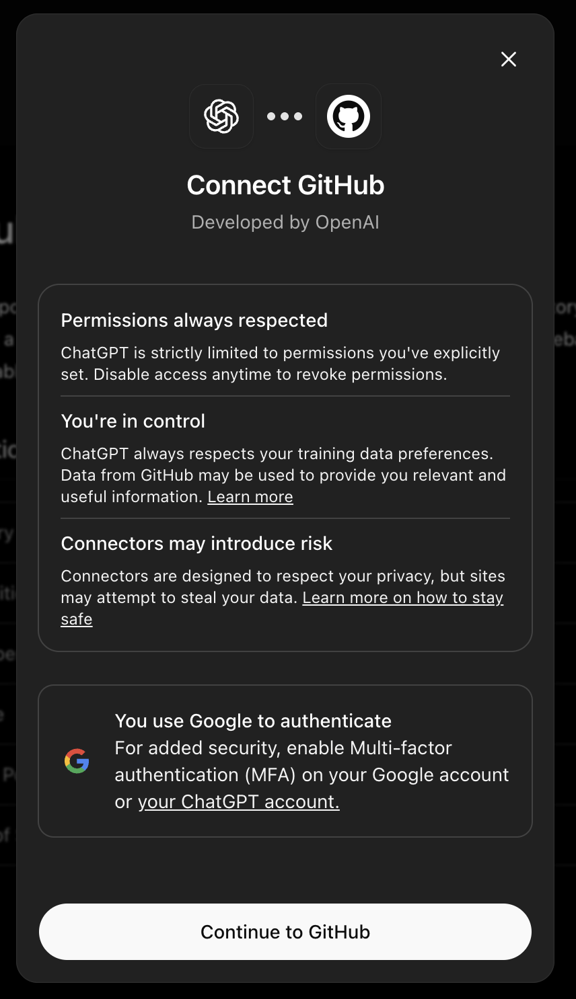 Connect GitHub
Developed by OpenAI
Permissions always respected
ChatGPT is strictly limited to permissions you've explicitly
set. Disable access anytime to revoke permissions.
You're in control
ChatGPT always respects your training data preferences.
Data from GitHub may be used to provide you relevant and
useful information. Learn more
Connectors may introduce risk
Connectors are designed to respect your privacy, but sites
may attempt to steal your data. Learn more on how to stay
safe
You use Google to authenticate
For added security, enable Multi-factor
authentication (MFA) on your Google account
or your ChatGPT account.
Continue to GitHub